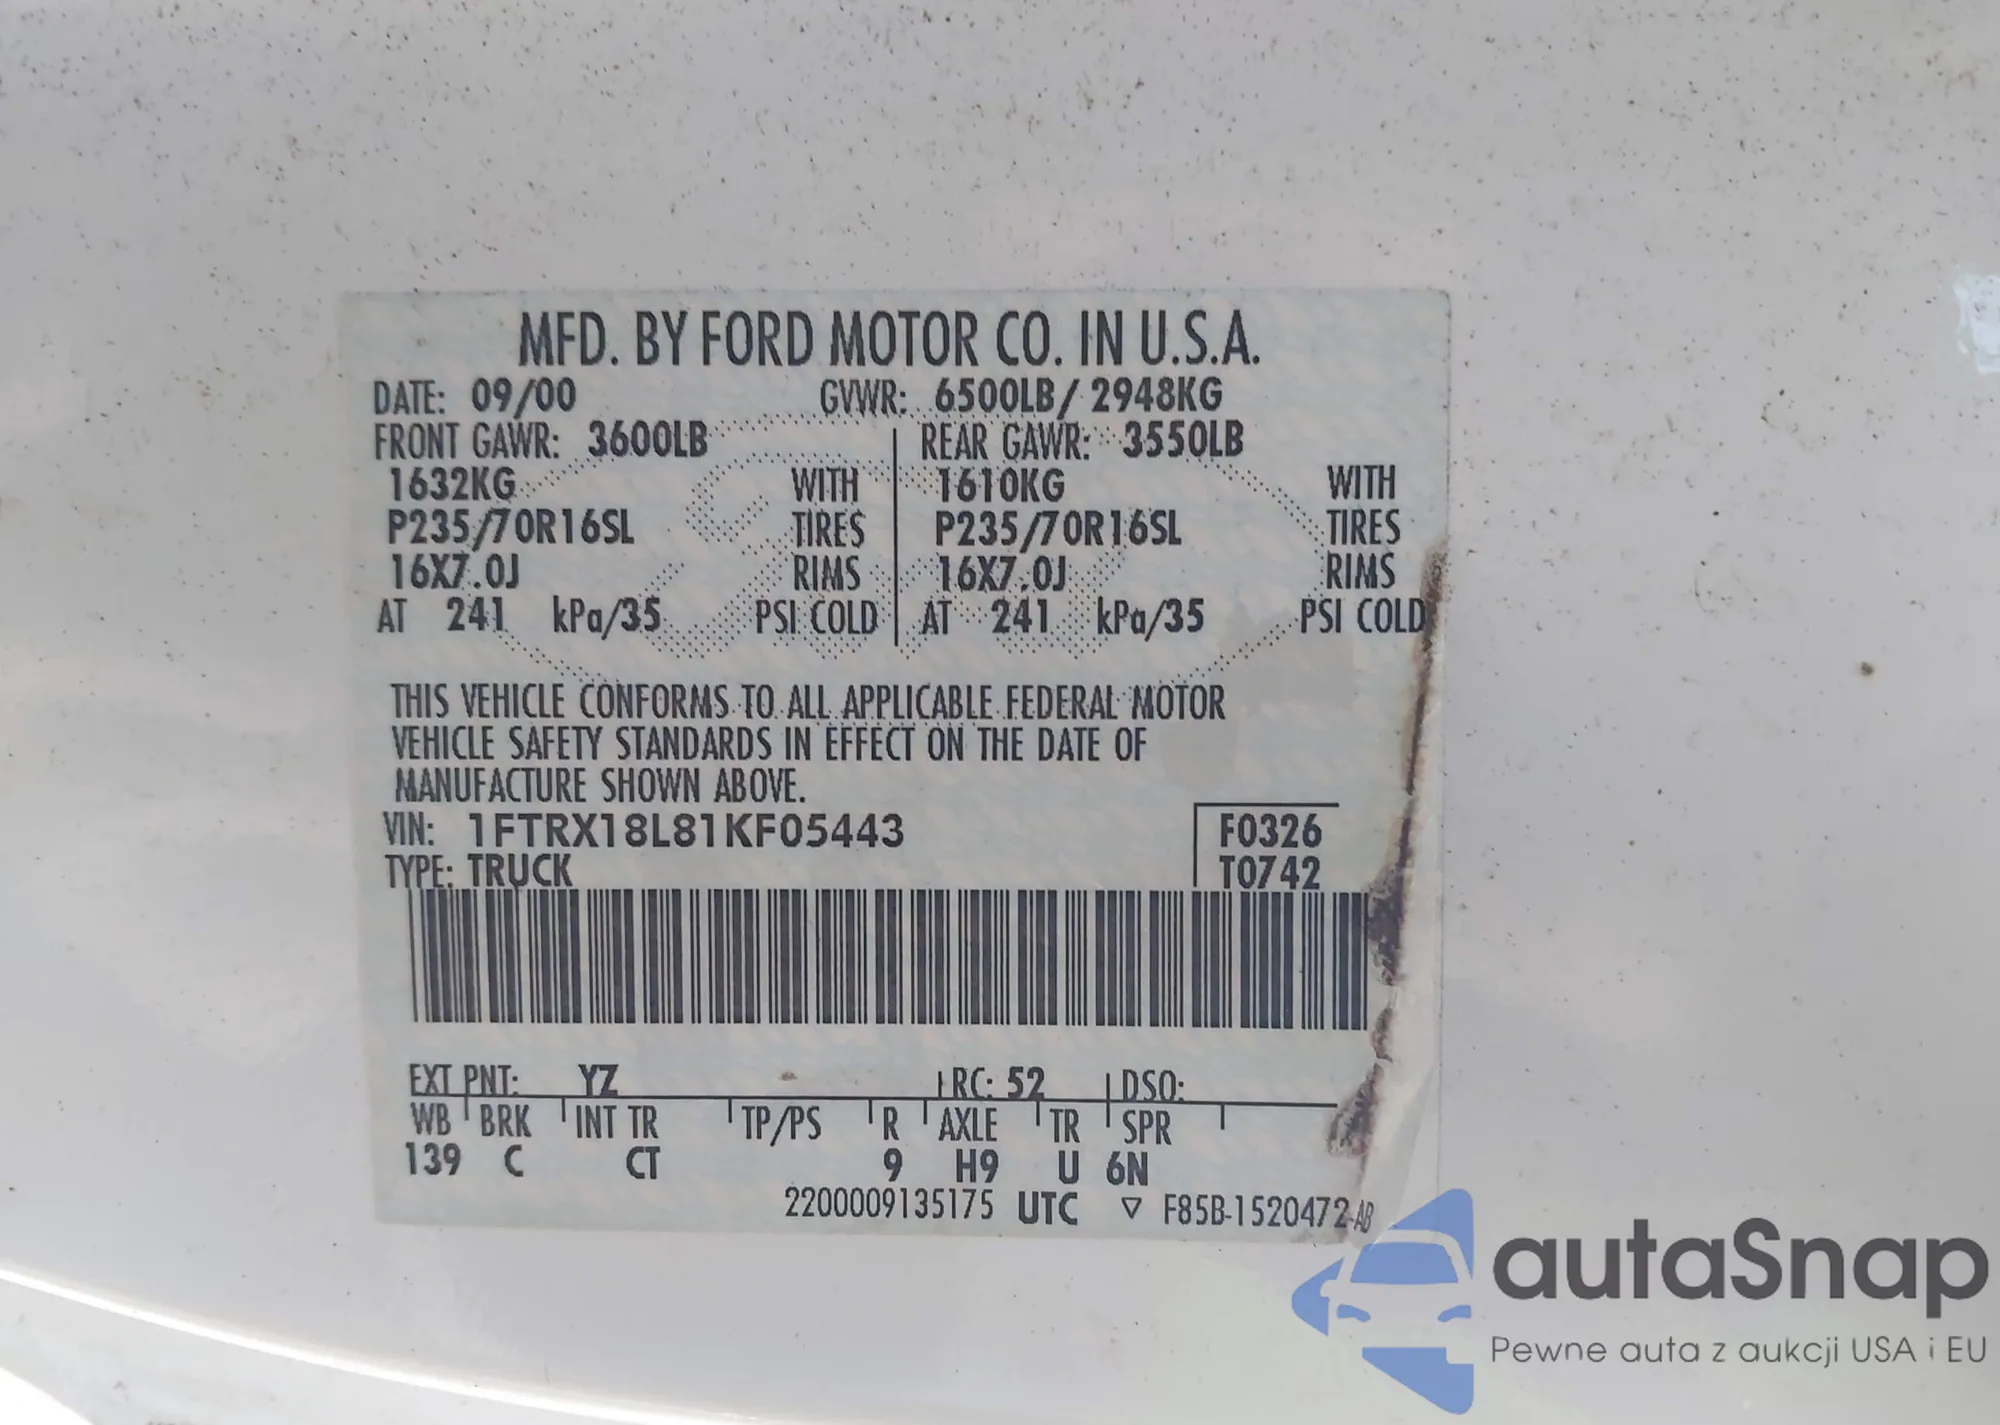 MFD. BY FORD MOTOR CO. IN U.S.A.
DATE: 09/00 GVWR: 6500LB/ 2948KG
FRONT GAWR: 3600LB REAR GAWR: 3550LB
1632KG WITH 1610KG WITH
P235/70R16SL TIRES P235/70R16SL TIRES
16X7.0J RIMS 16X7.0J RIMS
AT 241 kPa/35 PSI COLD AT 241 kPa/35 PSI COLD
THIS VEHICLE CONFORMS TO ALL APPLICABLE FEDERAL MOTOR
VEHICLE SAFETY STANDARDS IN EFFECT ON THE DATE OF
MANUFACTURE SHOWN ABOVE.
VIN: 1FTRX18L81KF05443 F0326
TYPE: TRUCK T0742
EXT PNT: YZ RC: 52 DSO:
WB BRK INT TR TP/PS R AXLE TR SPR
139 C CT 9 H9 U 6N
2200009135175 UTC ▽ F85B-1520472-AB
autaSnap
Pewne auta z aukcji USA i EU